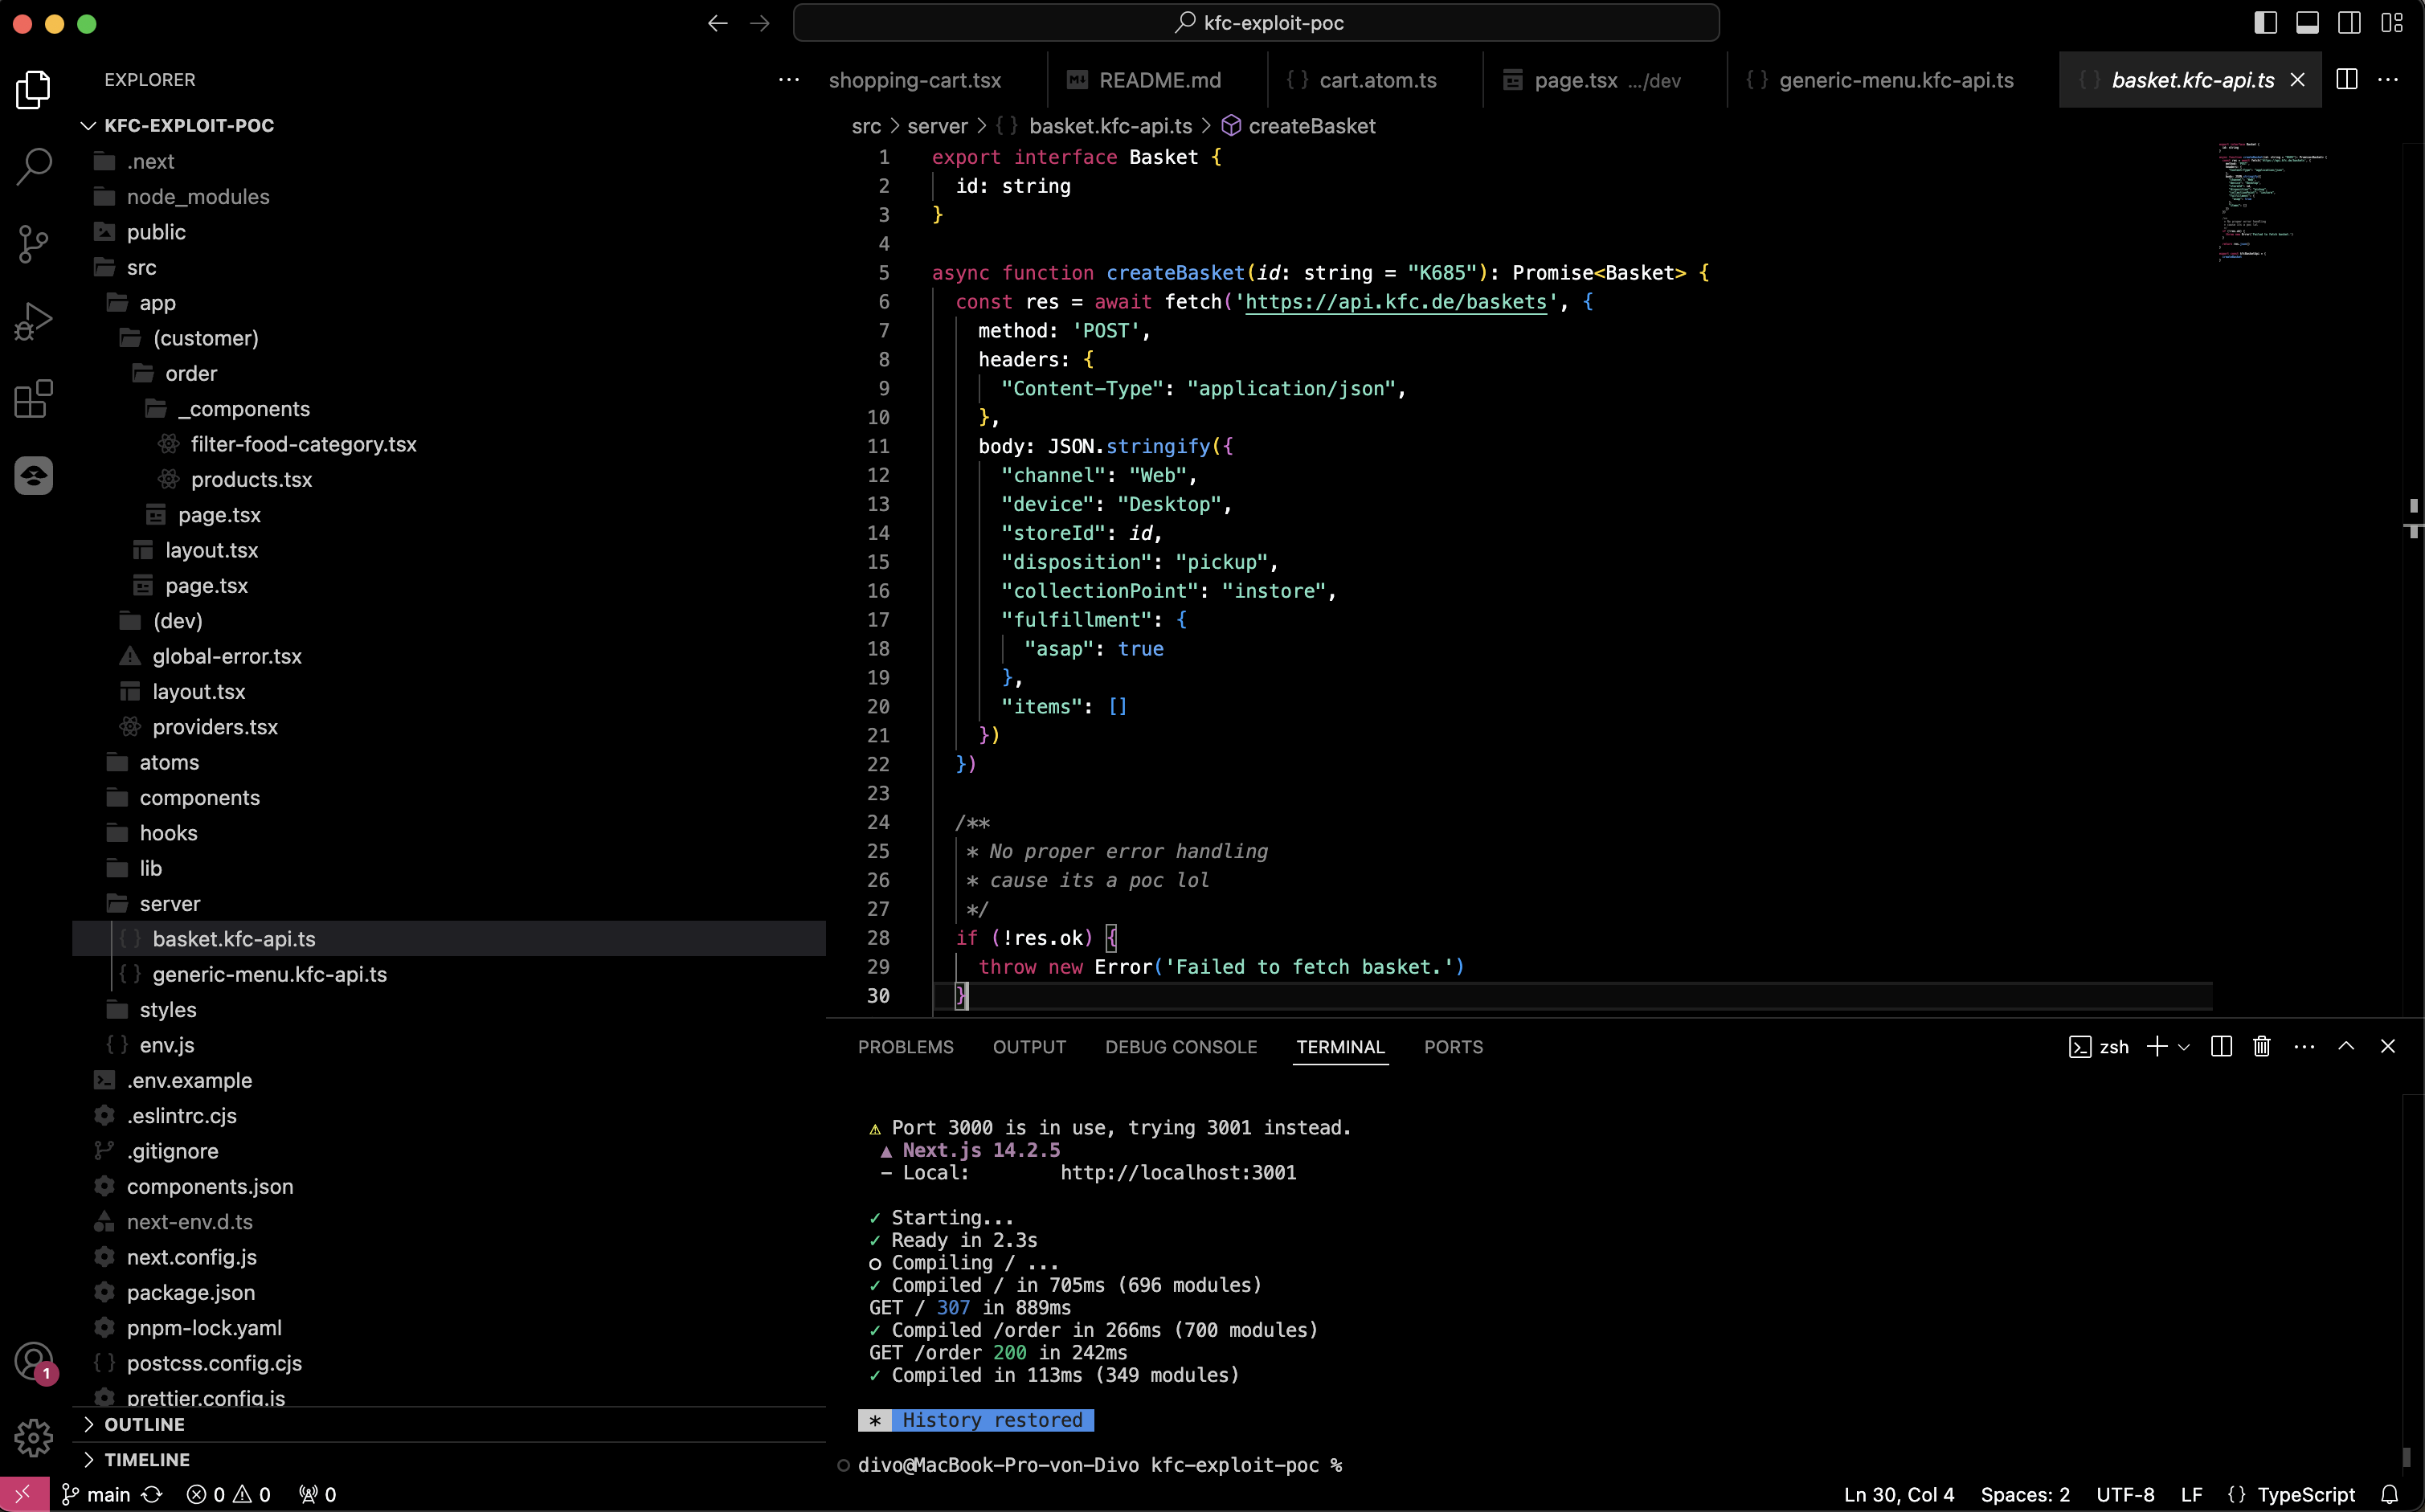 kfc-exploit-poc
EXPLORER
KFC-EXPLOIT-POC
.next
node_modules
public
src
app
(customer)
order
_components
filter-food-category.tsx
products.tsx
page.tsx
layout.tsx
page.tsx
(dev)
global-error.tsx
layout.tsx
providers.tsx
atoms
components
hooks
lib
server
basket.kfc-api.ts
generic-menu.kfc-api.ts
styles
env.js
.env.example
.eslintrc.cjs
.gitignore
components.json
next-env.d.ts
next.config.js
package.json
pnpm-lock.yaml
postcss.config.cjs
prettier.config.js
OUTLINE
TIMELINE
shopping-cart.tsx README.md cart.atom.ts page.tsx .../dev generic-menu.kfc-api.ts basket.kfc-api.ts
src > server > {} basket.kfc-api.ts > createBasket
1 export interface Basket {
2 id: string
3 }
4
5 async function createBasket(id: string = "K685"): Promise<Basket> {
6 const res = await fetch('https://api.kfc.de/baskets', {
7 method: 'POST',
8 headers: {
9 "Content-Type": "application/json",
10 },
11 body: JSON.stringify({
12 "channel": "Web",
13 "device": "Desktop",
14 "storeId": id,
15 "disposition": "pickup",
16 "collectionPoint": "instore",
17 "fulfillment": {
18 "asap": true
19 },
20 "items": []
21 })
22 })
23
24 /**
25 * No proper error handling
26 * cause its a poc lol
27 */
28 if (!res.ok) {
29 throw new Error('Failed to fetch basket.')
30 }
PROBLEMS OUTPUT DEBUG CONSOLE TERMINAL PORTS zsh
⚠ Port 3000 is in use, trying 3001 instead.
▲ Next.js 14.2.5
- Local: http://localhost:3001
✓ Starting...
✓ Ready in 2.3s
○ Compiling / ...
✓ Compiled / in 705ms (696 modules)
GET / 307 in 889ms
✓ Compiled /order in 266ms (700 modules)
GET /order 200 in 242ms
✓ Compiled in 113ms (349 modules)
* History restored
divo@MacBook-Pro-von-Divo kfc-exploit-poc %
1
main 0 0 0 Ln 30, Col 4 Spaces: 2 UTF-8 LF {} TypeScript